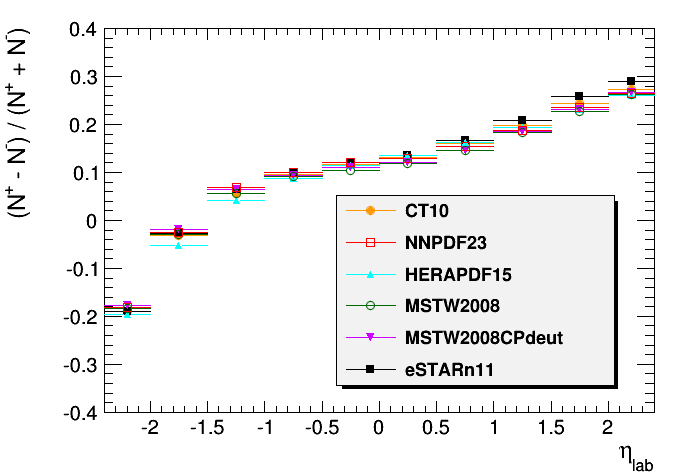 (N⁺ - N⁻) / (N⁺ + N⁻)
0.4
0.3
0.2
0.1
0
-0.1
-0.2
-0.3
-0.4
CT10
NNPDF23
HERAPDF15
MSTW2008
MSTW2008CPdeut
eSTARn11
-2 -1.5 -1 -0.5 0 0.5 1 1.5 2
η_lab